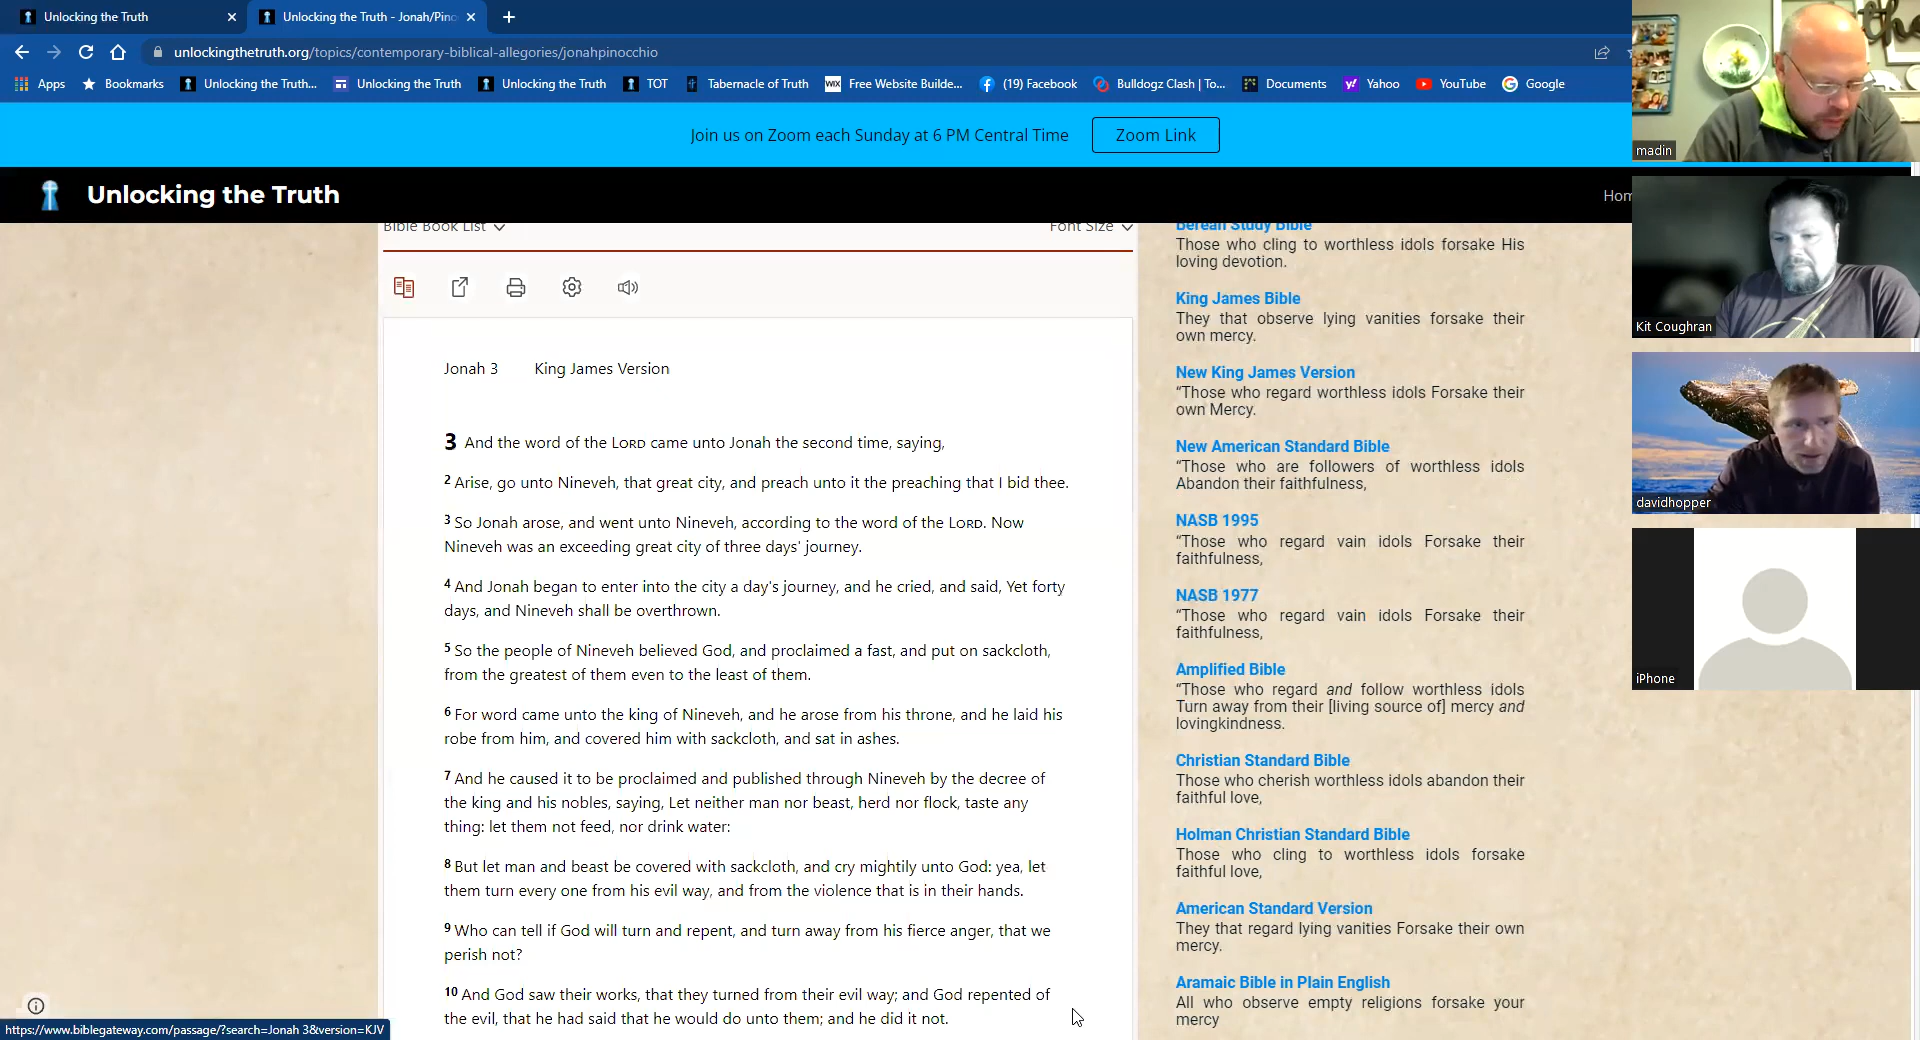 Unlocking the Truth
Unlocking the Truth - Jonah/Pino
unlockingthetruth.org/topics/contemporary-biblical-allegories/jonahpinocchio
Apps Bookmarks Unlocking the Truth... Unlocking the Truth Unlocking the Truth TOT Tabernacle of Truth WIX Free Website Builde... (19) Facebook Bulldogz Clash | To... Documents Yahoo YouTube Google
Join us on Zoom each Sunday at 6 PM Central Time Zoom Link
Unlocking the Truth
Hom
Bible Book List Font Size
Jonah 3 King James Version
3 And the word of the LORD came unto Jonah the second time, saying,
2 Arise, go unto Nineveh, that great city, and preach unto it the preaching that I bid thee.
3 So Jonah arose, and went unto Nineveh, according to the word of the LORD. Now
Nineveh was an exceeding great city of three days' journey.
4 And Jonah began to enter into the city a day's journey, and he cried, and said, Yet forty
days, and Nineveh shall be overthrown.
5 So the people of Nineveh believed God, and proclaimed a fast, and put on sackcloth,
from the greatest of them even to the least of them.
6 For word came unto the king of Nineveh, and he arose from his throne, and he laid his
robe from him, and covered him with sackcloth, and sat in ashes.
7 And he caused it to be proclaimed and published through Nineveh by the decree of
the king and his nobles, saying, Let neither man nor beast, herd nor flock, taste any
thing: let them not feed, nor drink water:
8 But let man and beast be covered with sackcloth, and cry mightily unto God: yea, let
them turn every one from his evil way, and from the violence that is in their hands.
9 Who can tell if God will turn and repent, and turn away from his fierce anger, that we
perish not?
10 And God saw their works, that they turned from their evil way; and God repented of
the evil, that he had said that he would do unto them; and he did it not.
Berean Study Bible
Those who cling to worthless idols forsake His
loving devotion.
King James Bible
They that observe lying vanities forsake their
own mercy.
New King James Version
“Those who regard worthless idols Forsake their
own Mercy.
New American Standard Bible
“Those who are followers of worthless idols
Abandon their faithfulness,
NASB 1995
“Those who regard vain idols Forsake their
faithfulness,
NASB 1977
“Those who regard vain idols Forsake their
faithfulness,
Amplified Bible
“Those who regard and follow worthless idols
Turn away from their [living source of] mercy and
lovingkindness.
Christian Standard Bible
Those who cherish worthless idols abandon their
faithful love,
Holman Christian Standard Bible
Those who cling to worthless idols forsake
faithful love,
American Standard Version
They that regard lying vanities Forsake their own
mercy.
Aramaic Bible in Plain English
All who observe empty religions forsake your
mercy
the
madin
Kit Coughran
davidhopper
iPhone
https://www.biblegateway.com/passage/?search=Jonah 3&version=KJV